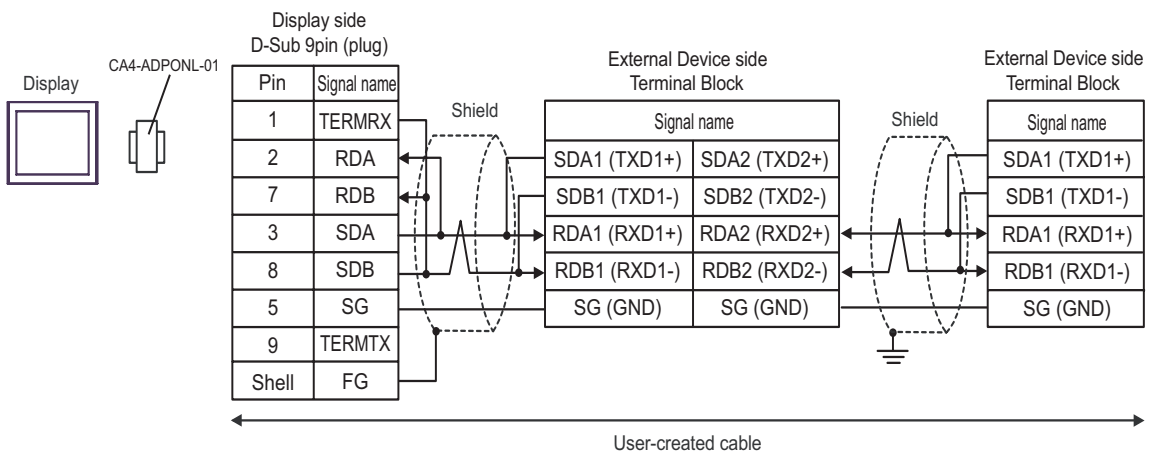 Display
CA4-ADPONL-01
Display side
D-Sub 9pin (plug)
Pin Signal name
1 TERMRX
2 RDA
7 RDB
3 SDA
8 SDB
5 SG
9 TERMTX
Shell FG
Shield
External Device side
Terminal Block
Signal name
SDA1 (TXD1+) SDA2 (TXD2+)
SDB1 (TXD1-) SDB2 (TXD2-)
RDA1 (RXD1+) RDA2 (RXD2+)
RDB1 (RXD1-) RDB2 (RXD2-)
SG (GND) SG (GND)
Shield
External Device side
Terminal Block
Signal name
SDA1 (TXD1+)
SDB1 (TXD1-)
RDA1 (RXD1+)
RDB1 (RXD1-)
SG (GND)
User-created cable